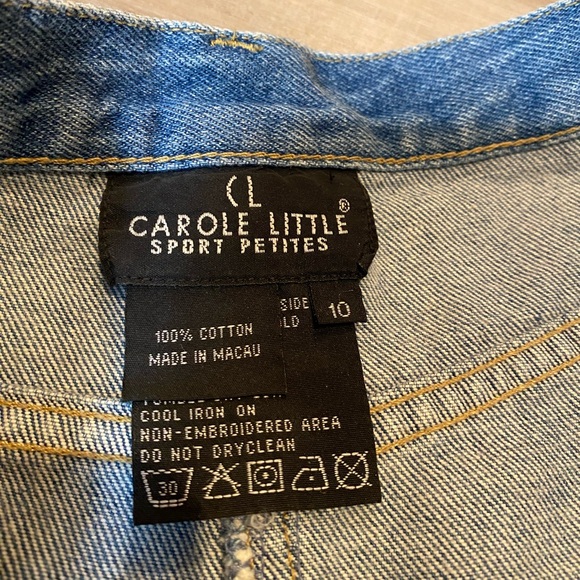 CL
CAROLE LITTLE®
SPORT PETITES
SIDE
10
100% COTTON
MADE IN MACAU
COOL IRON ON
NON-EMBROIDERED AREA
DO NOT DRYCLEAN
30